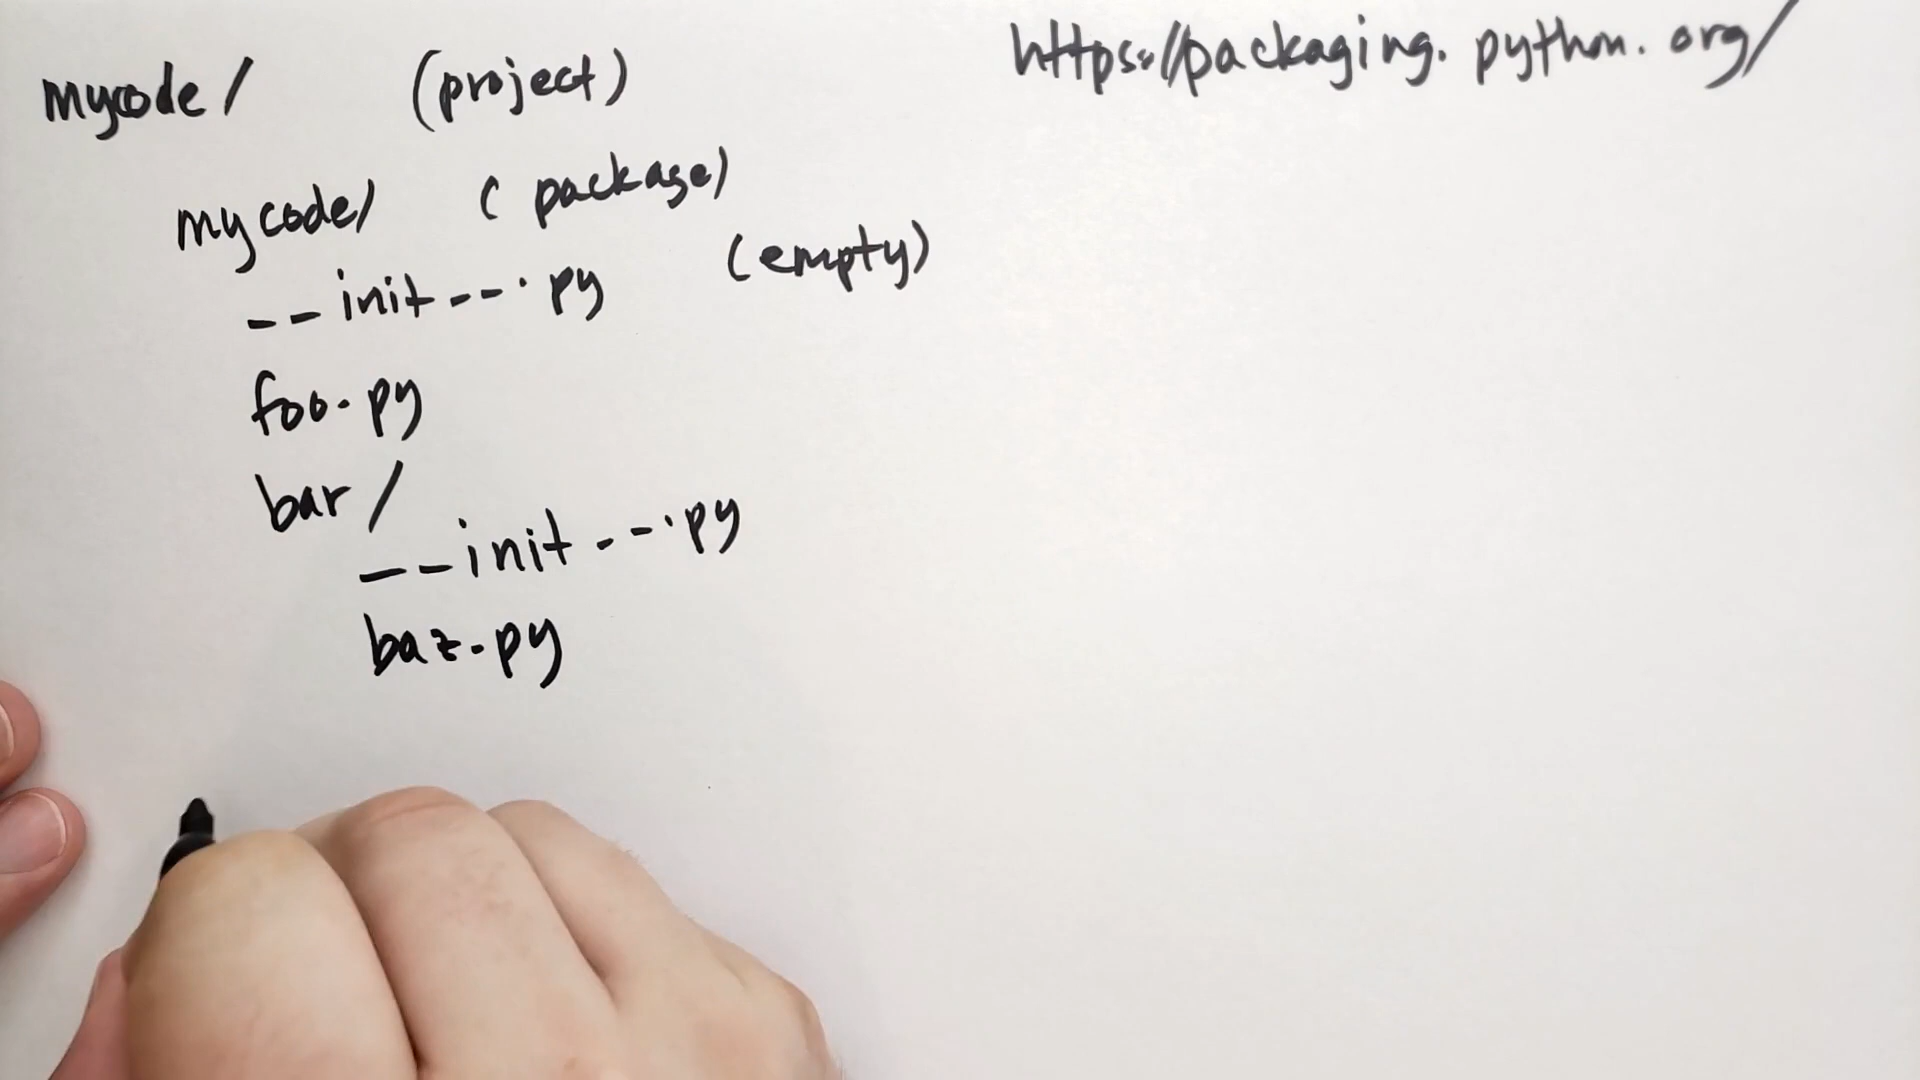 mycode/ (project)
mycode/ (package)
__init__.py (empty)
foo.py
bar/
__init__.py
baz.py
https://packaging.python.org/